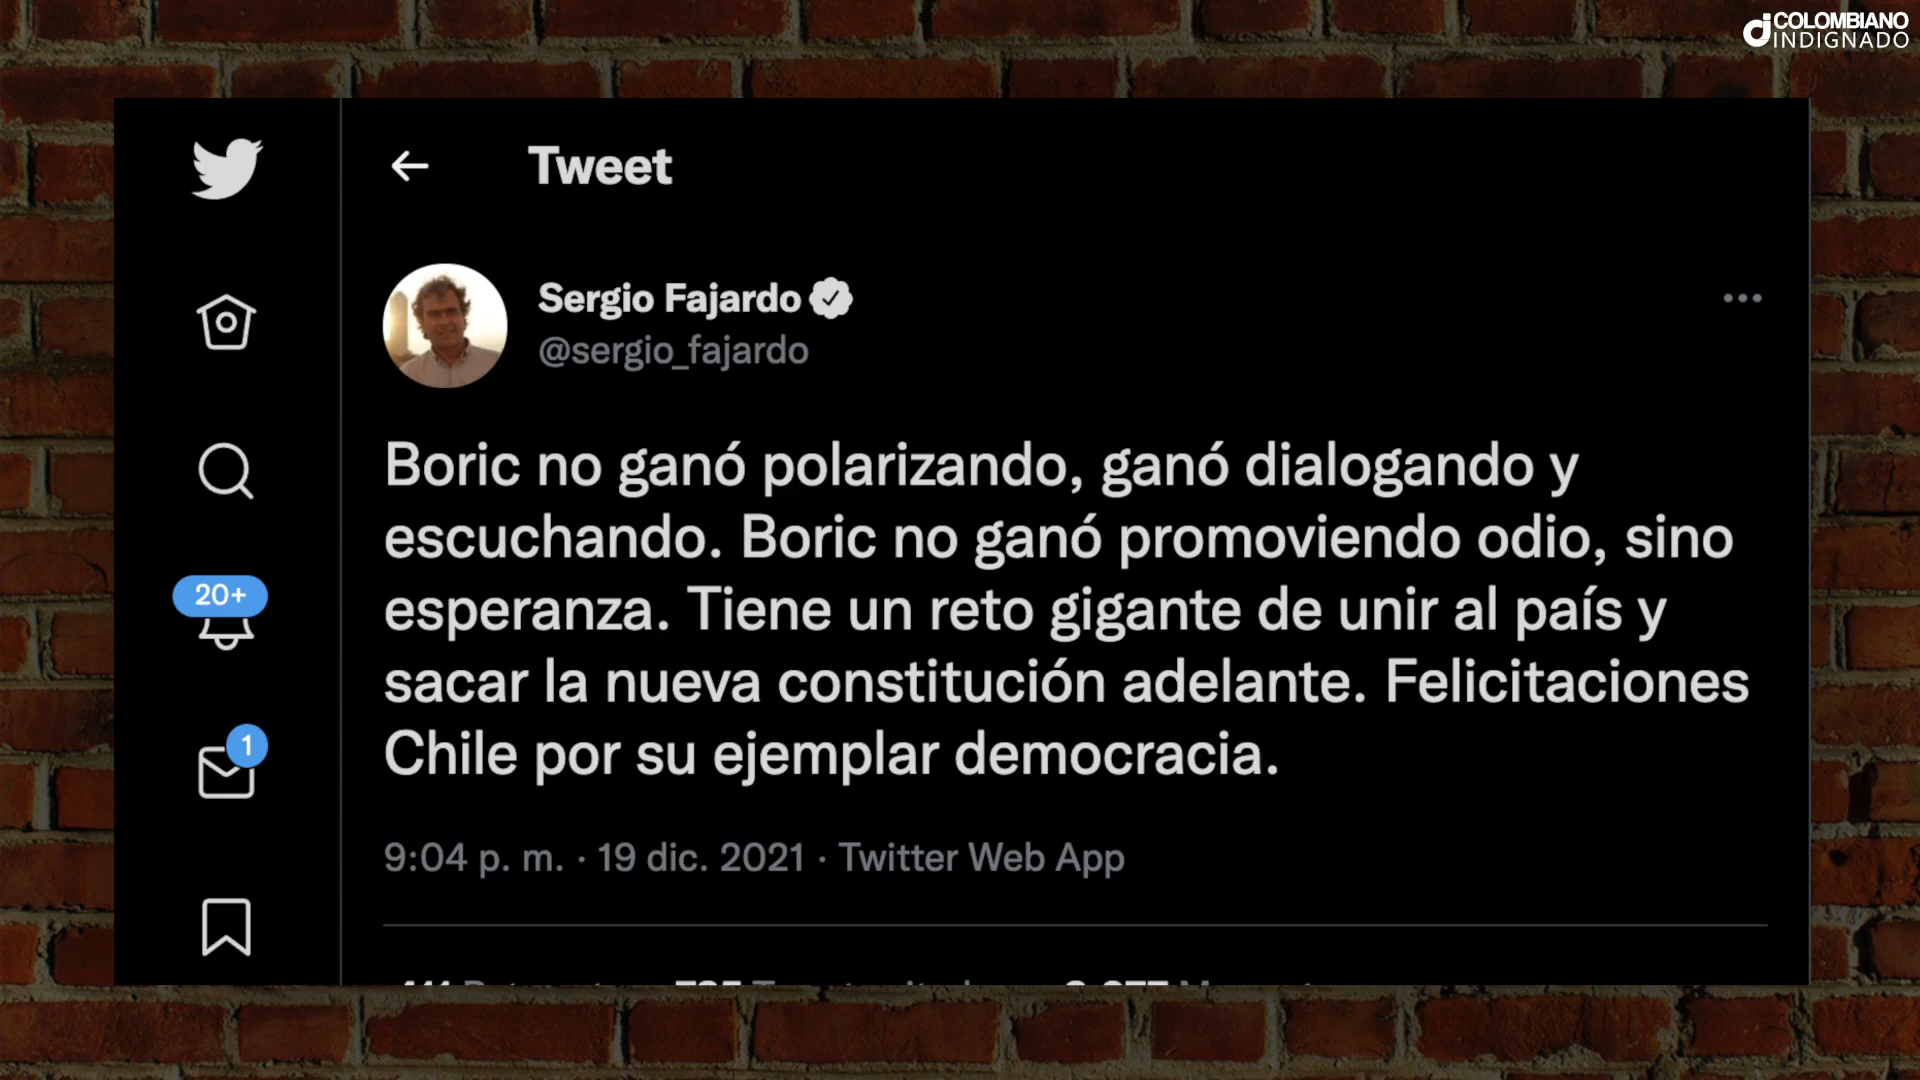 COLOMBIANO
INDIGNADO
Tweet
Sergio Fajardo
@sergio_fajardo
Boric no ganó polarizando, ganó dialogando y
escuchando. Boric no ganó promoviendo odio, sino
esperanza. Tiene un reto gigante de unir al país y
sacar la nueva constitución adelante. Felicitaciones
Chile por su ejemplar democracia.
9:04 p. m. · 19 dic. 2021 · Twitter Web App
20+
1